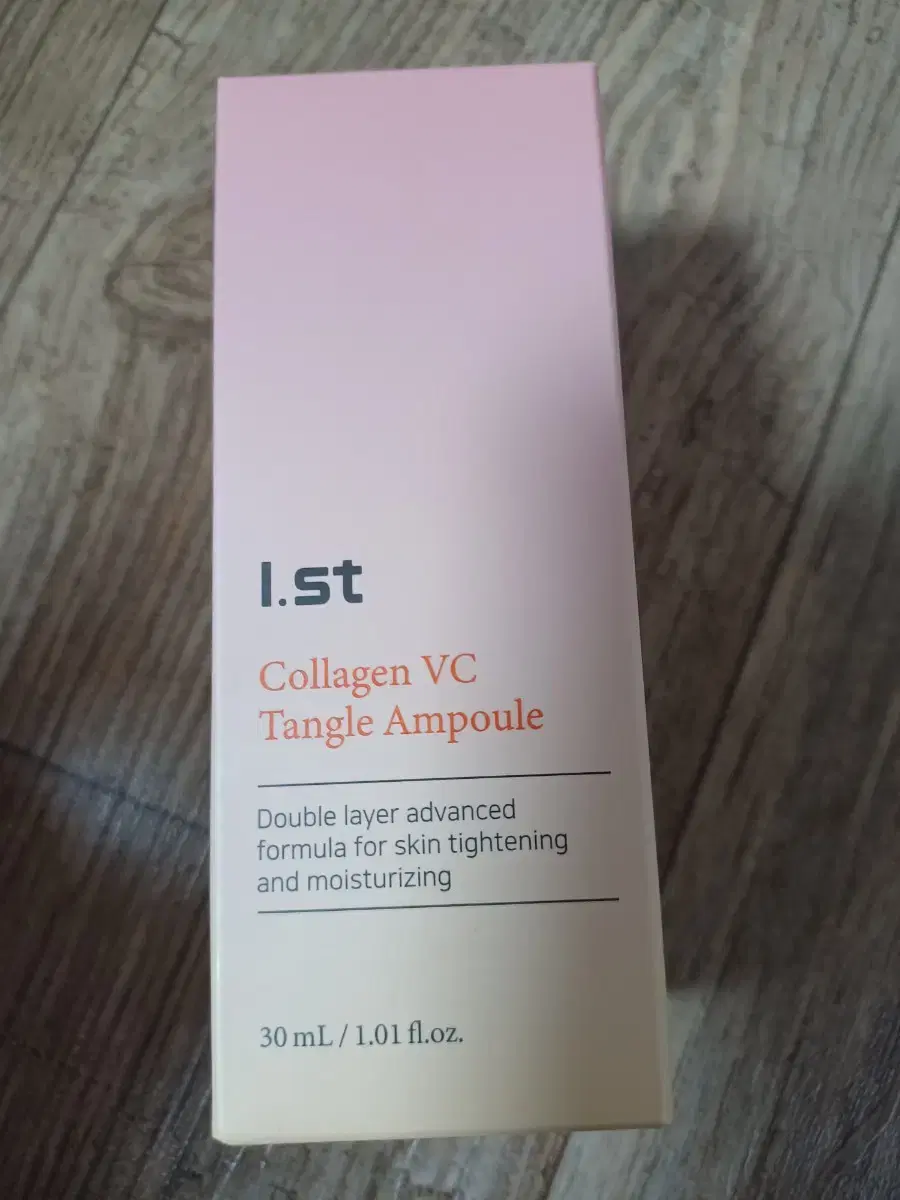 I.st
Collagen VC
Tangle Ampoule
Double layer advanced
formula for skin tightening
and moisturizing
30 mL / 1.01 fl.oz.